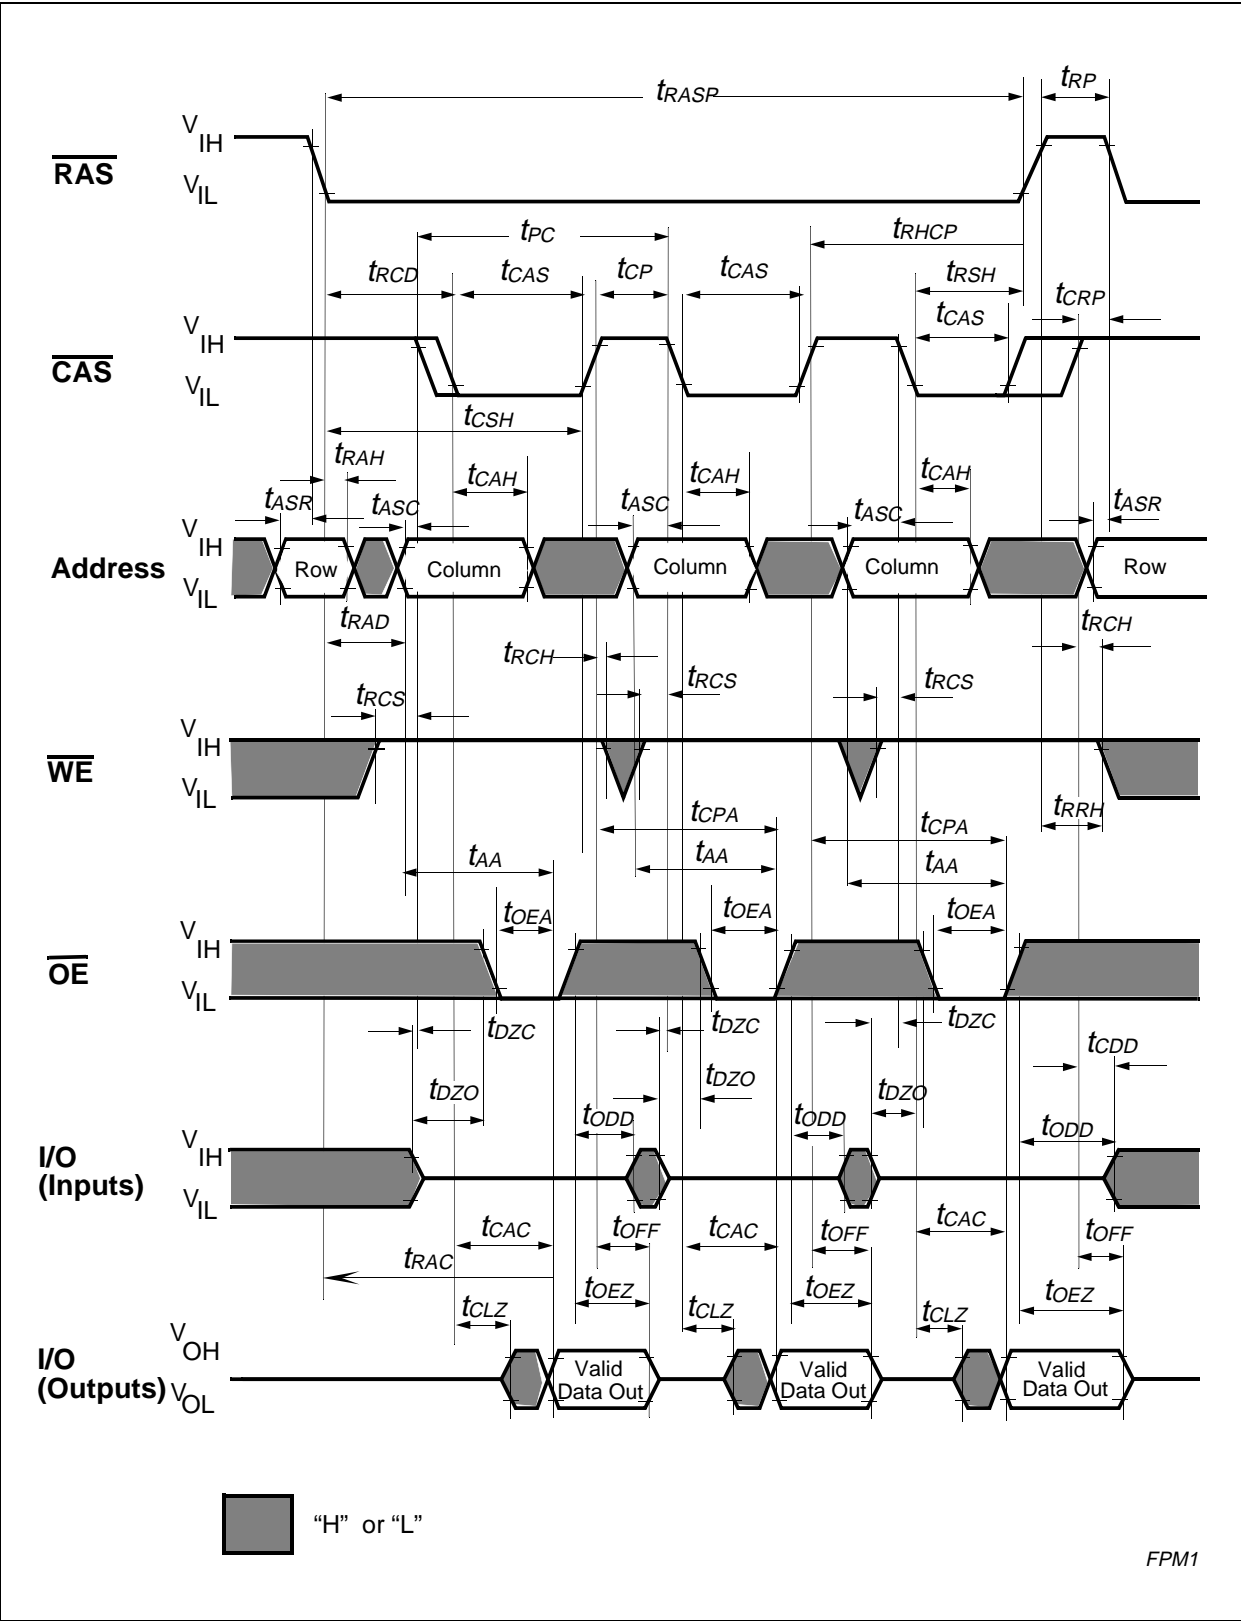 tRASP tRP
VIH
RAS
VIL
tPC tRHCP
tRCD tCAS tCP tCAS tRSH
tCRP
tCAS
VIH
CAS
VIL
tCSH
tRAH tCAH tCAH tCAH
tASR tASC tASC tASC tASR
VIH
Address Row Column Column Column Row
VIL
tRAD tRCH
tRCH
tRCS tRCS tRCS
VIH
WE
VIL
tCPA tCPA tRRH
tAA tAA tAA
tOEA tOEA tOEA
VIH
OE
VIL
tDZC tDZC tDZC
tCDD
tDZO tDZO tDZO
tODD tODD tODD
VIH
I/O
(Inputs)
VIL
tCAC tOFF tCAC tOFF tCAC tOFF
tRAC
tOEZ tOEZ tOEZ
tCLZ tCLZ tCLZ
VOH
I/O Valid Valid Valid
(Outputs) Data Out Data Out Data Out
VOL
“H” or “L”
FPM1